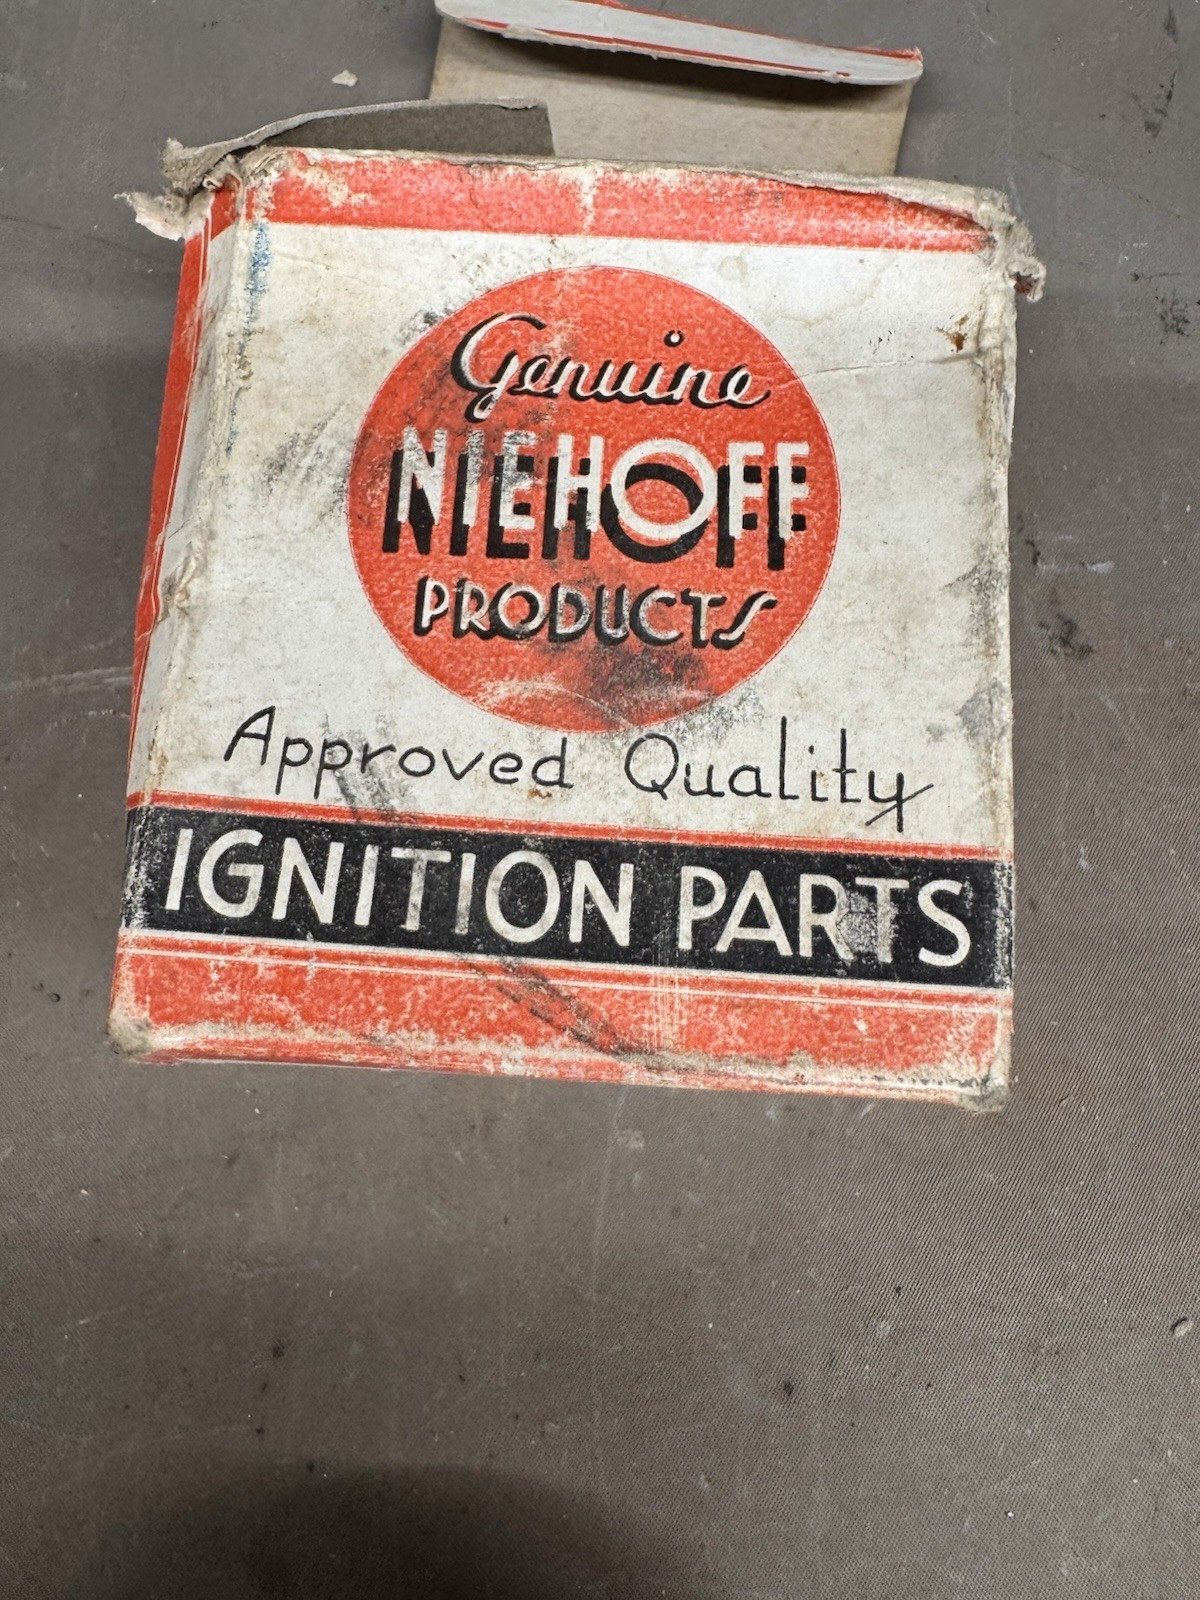 Genuine
NIEHOFF
PRODUCTS
Approved Quality
IGNITION PARTS